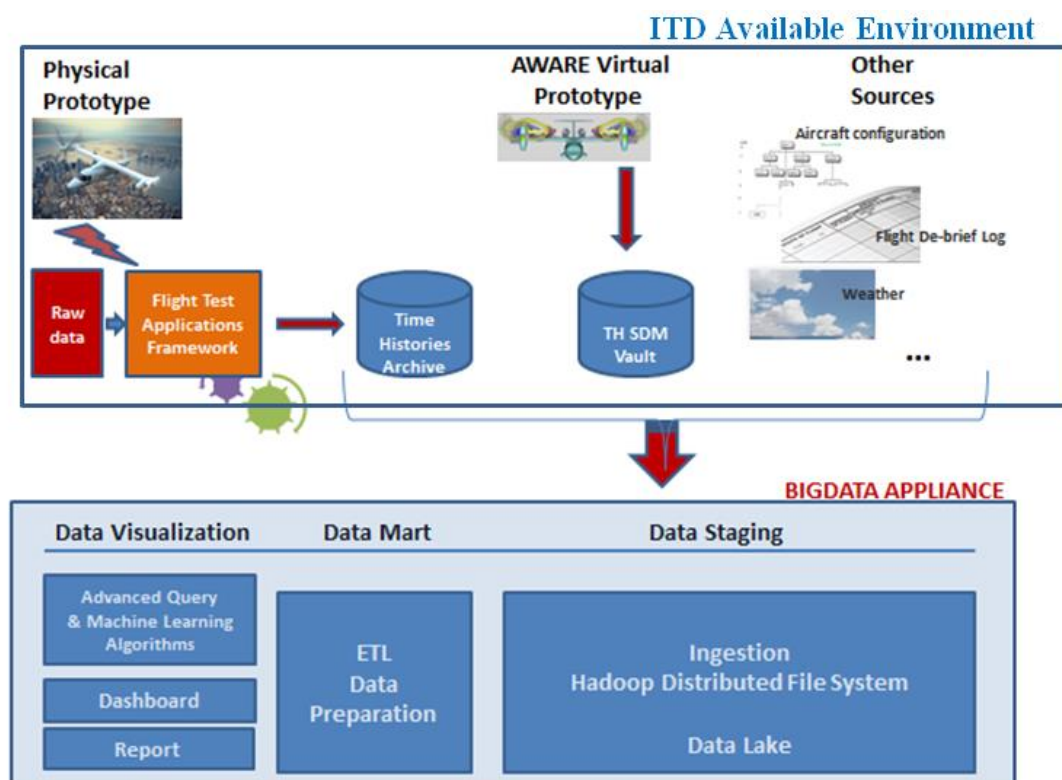 ITD Available Environment
Physical
Prototype
AWARE Virtual
Prototype
Other
Sources
Aircraft configuration
Flight De-brief Log
Weather
...
Raw
data
Flight Test
Applications
Framework
Time
Histories
Archive
TH SDM
Vault
BIGDATA APPLIANCE
Data Visualization
Data Mart
Data Staging
Advanced Query
& Machine Learning
Algorithms
Dashboard
Report
ETL
Data
Preparation
Ingestion
Hadoop Distributed File System
Data Lake